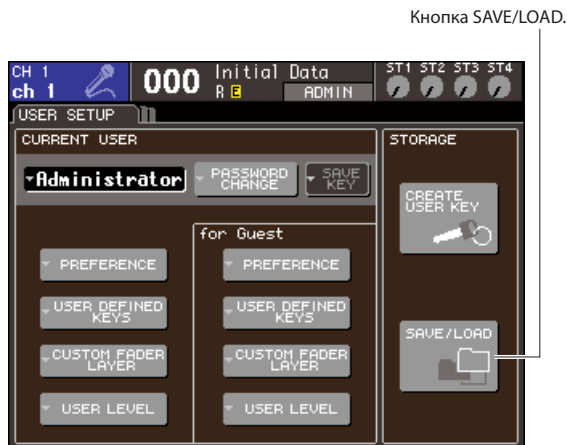 Кнопка SAVE/LOAD.
CH 1
ch 1
000
Initial Data
R E ADMIN
ST1 ST2 ST3 ST4
USER SETUP
CURRENT USER
Administrator
PASSWORD
CHANGE
SAVE
KEY
PREFERENCE
USER DEFINED
KEYS
CUSTOM FADER
LAYER
USER LEVEL
for Guest
PREFERENCE
USER DEFINED
KEYS
CUSTOM FADER
LAYER
USER LEVEL
STORAGE
CREATE
USER KEY
SAVE/LOAD